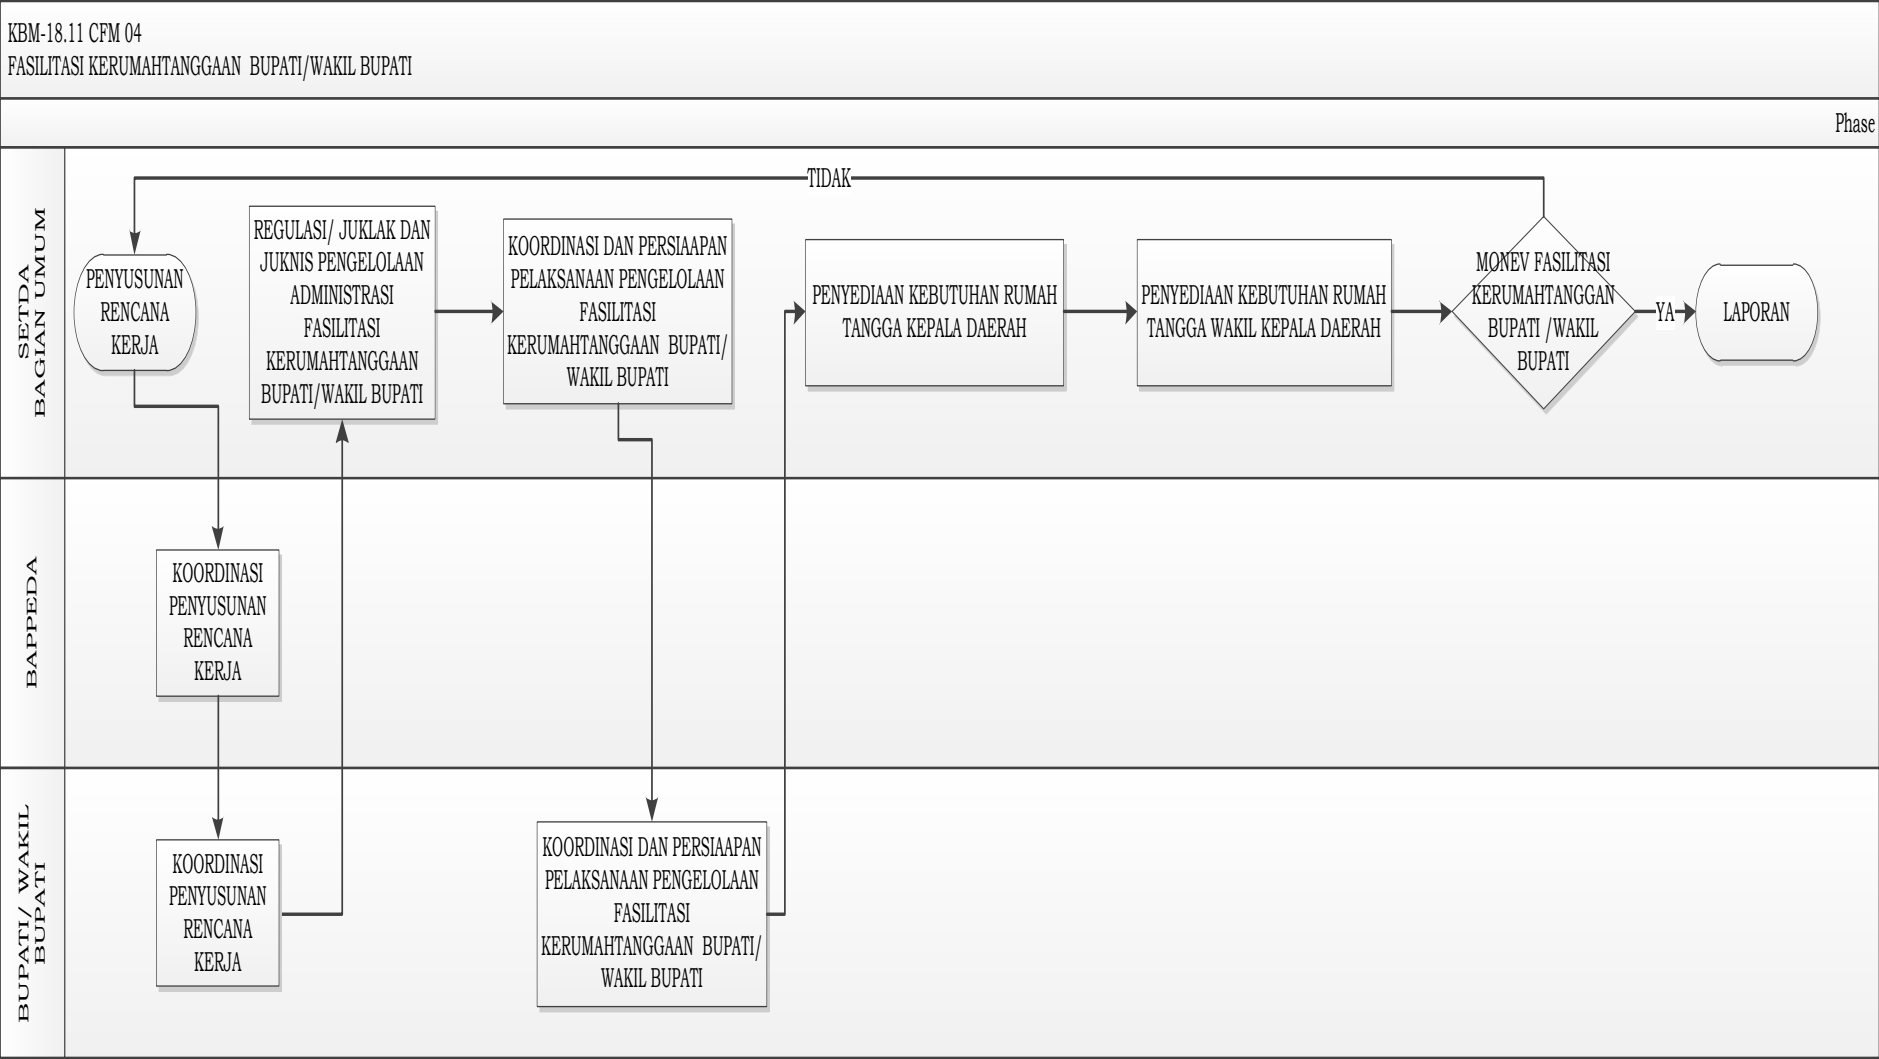 KBM-18.11 CFM 04
FASILITASI KERUMAHTANGGAAN BUPATI/WAKIL BUPATI
Phase
SETDA
BAGIAN UMUM
TIDAK
PENYUSUNAN
RENCANA
KERJA
REGULASI/ JUKLAK DAN
JUKNIS PENGELOLAAN
ADMINISTRASI
FASILITASI
KERUMAHTANGGAAN
BUPATI/WAKIL BUPATI
KOORDINASI DAN PERSIAAPAN
PELAKSANAAN PENGELOLAAN
FASILITASI
KERUMAHTANGGAAN BUPATI/
WAKIL BUPATI
PENYEDIAAN KEBUTUHAN RUMAH
TANGGA KEPALA DAERAH
PENYEDIAAN KEBUTUHAN RUMAH
TANGGA WAKIL KEPALA DAERAH
MONEV FASILITASI
KERUMAHTANGGAN
BUPATI /WAKIL
BUPATI
YA
LAPORAN
BAPPEDA
KOORDINASI
PENYUSUNAN
RENCANA
KERJA
BUPATI/ WAKIL
BUPATI
KOORDINASI
PENYUSUNAN
RENCANA
KERJA
KOORDINASI DAN PERSIAAPAN
PELAKSANAAN PENGELOLAAN
FASILITASI
KERUMAHTANGGAAN BUPATI/
WAKIL BUPATI